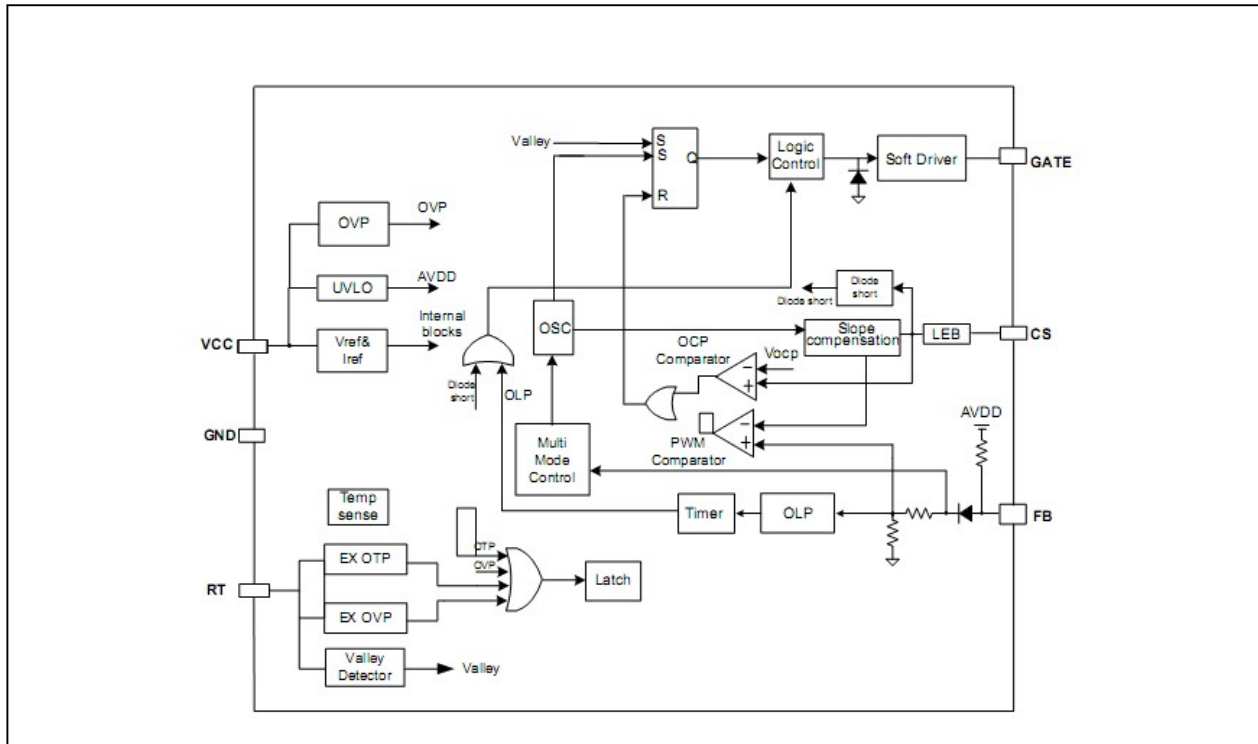 Valley
S
S
Q
R
Logic
Control
Soft Driver
GATE
OVP
OVP
UVLO
AVDD
Vref&
Iref
Internal
blocks
VCC
Diode
short
OLP
OSC
Diode short
Diode
short
Slope
compensation
LEB
CS
OCP
Comparator
Vocp
−
+
GND
Multi
Mode
Control
PWM
Comparator
−
+
AVDD
Temp
sense
Timer
OLP
FB
RT
EX OTP
EX OVP
OTP
OVP
Latch
Valley
Detector
Valley